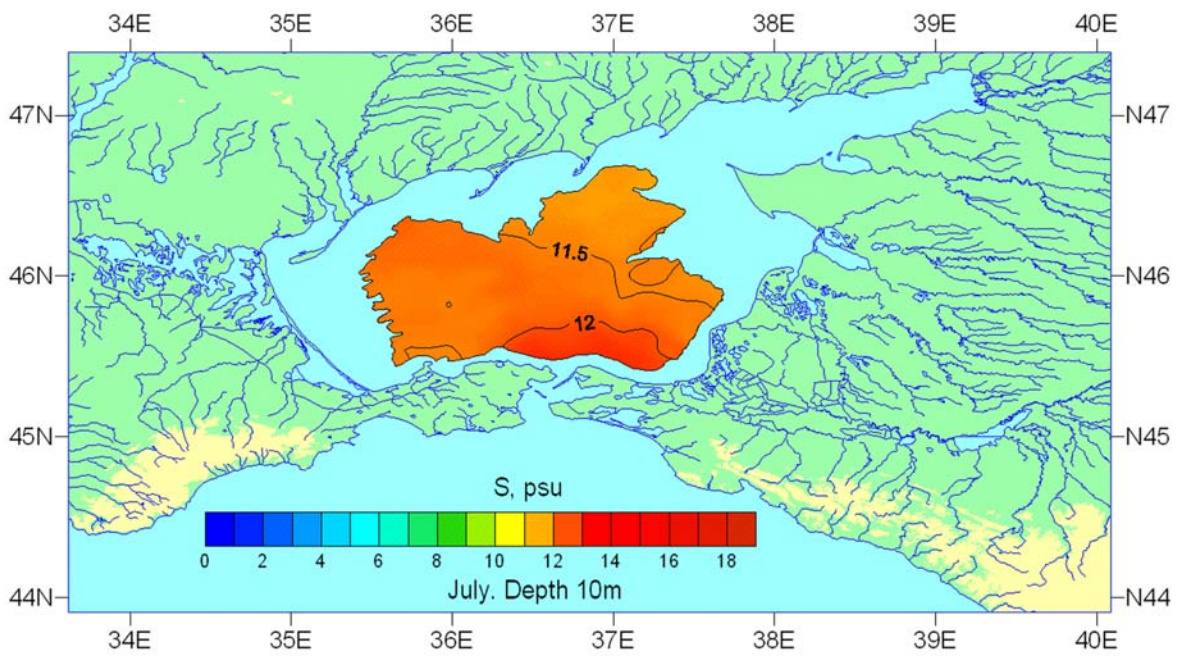 34E 35E 36E 37E 38E 39E 40E
47N N47
11.5
46N N46
12
45N N45
S, psu
0 2 4 6 8 10 12 14 16 18
July. Depth 10m
44N N44
34E 35E 36E 37E 38E 39E 40E